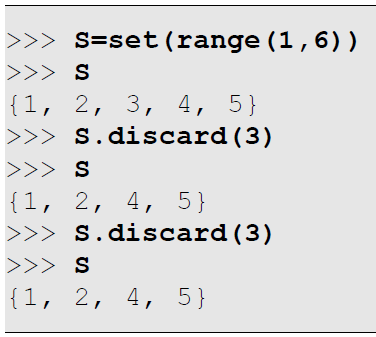 >>> S=set(range(1,6))
>>> S
{1, 2, 3, 4, 5}
>>> S.discard(3)
>>> S
{1, 2, 4, 5}
>>> S.discard(3)
>>> S
{1, 2, 4, 5}